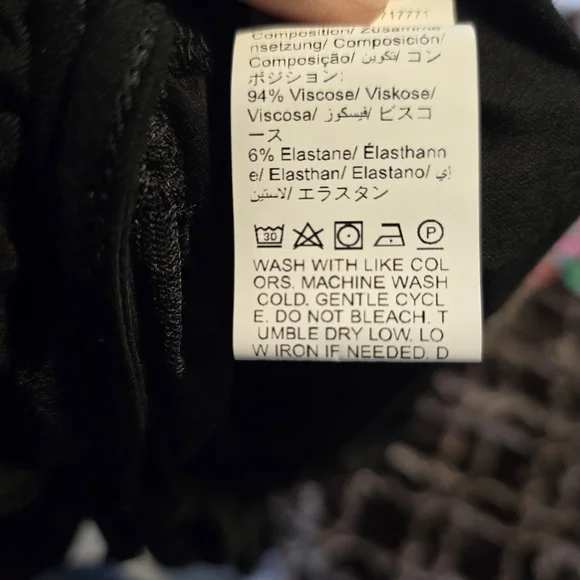 717771
Composition/ Zusamme
nsetzung/ Composición/
Composição/ تكوين/ コン
ポジション:
94% Viscose/ Viskose/
Viscosa/ فيسكوز/ ビスコ
ース
6% Elastane/ Élasthann
e/ Elasthan/ Elastano/ إي
لاستين/ エラスタン
30
P
WASH WITH LIKE COL
ORS. MACHINE WASH
COLD. GENTLE CYCL
E. DO NOT BLEACH. T
UMBLE DRY LOW. LO
W IRON IF NEEDED. D